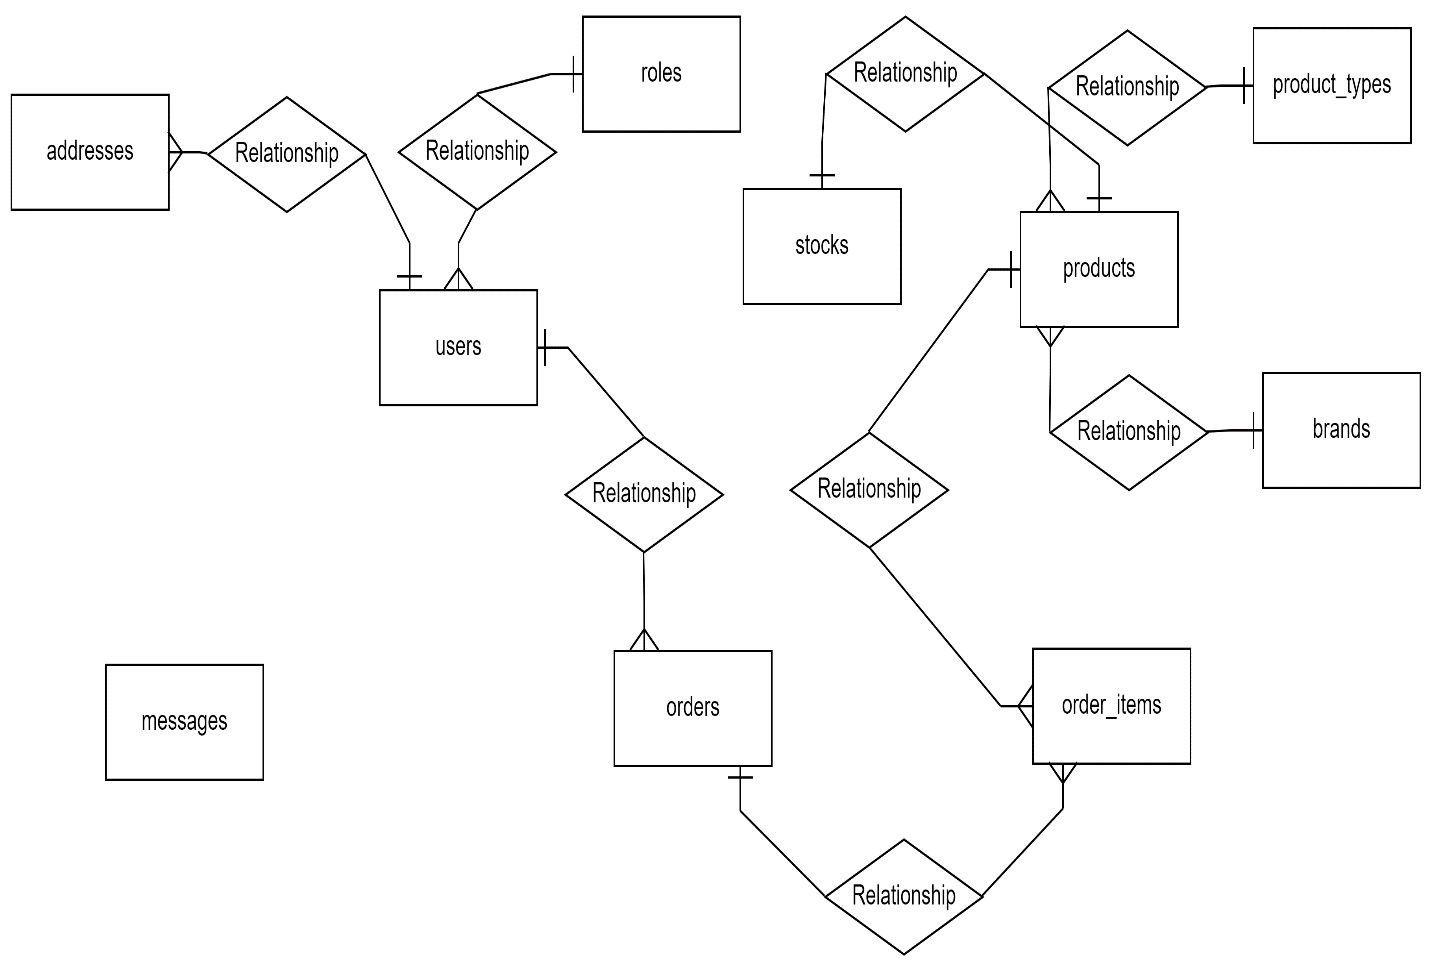 roles
Relationship
product_types
Relationship
addresses
Relationship
Relationship
stocks
products
users
brands
Relationship
Relationship
Relationship
orders
order_items
messages
Relationship